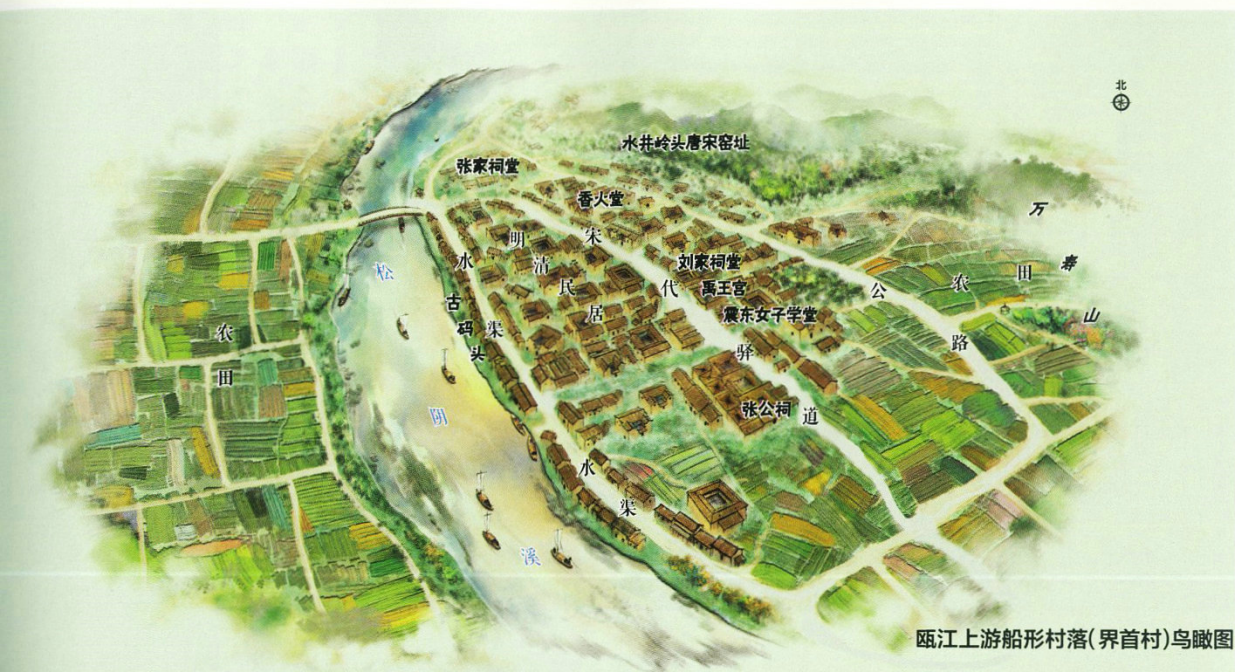 北
水井岭头唐宋窑址
张家祠堂
香火堂
万寿山
明清民居
宋代驿道
水渠
松阴溪
刘家祠堂
禹王宫
农田
公路
古码头
震东女子学堂
农田
张公祠
水渠
瓯江上游船形村落(界首村)鸟瞰图